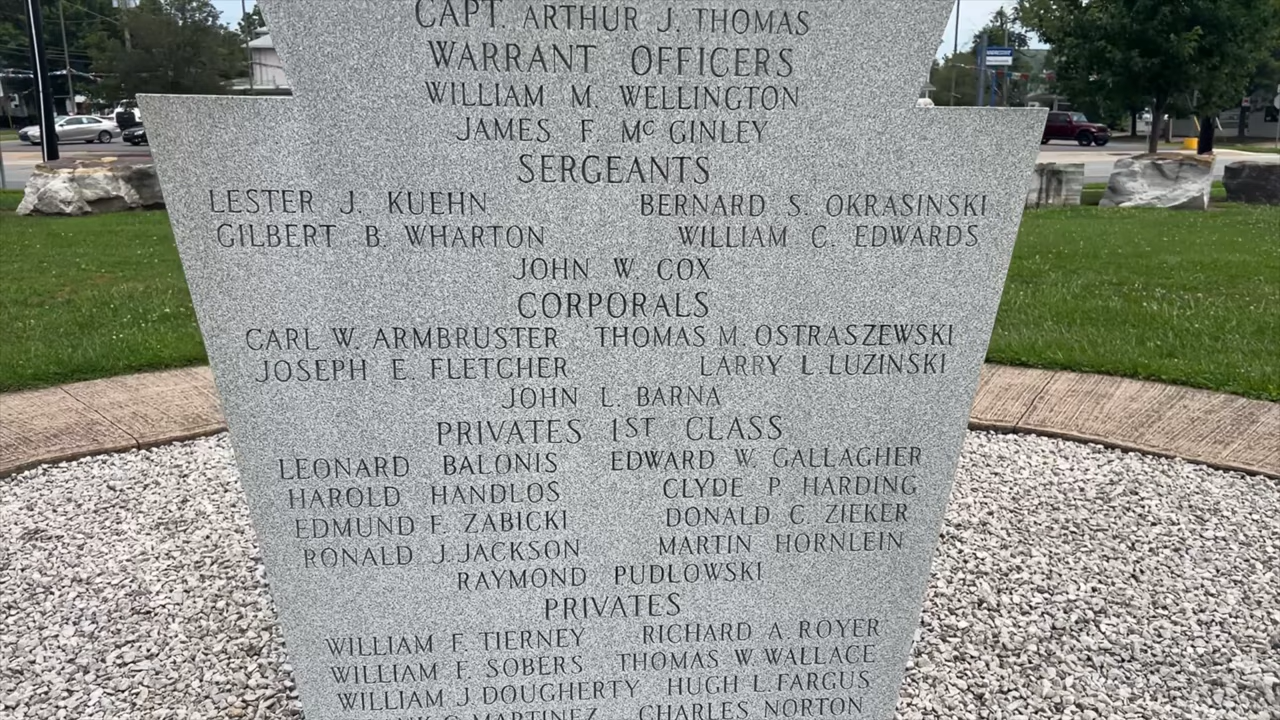 CAPT. ARTHUR J. THOMAS
WARRANT OFFICERS
WILLIAM M. WELLINGTON
JAMES F. Mc GINLEY
SERGEANTS
LESTER J. KUEHN BERNARD S. OKRASINSKI
GILBERT B. WHARTON WILLIAM C. EDWARDS
JOHN W. COX
CORPORALS
CARL W. ARMBRUSTER THOMAS M. OSTRASZEWSKI
JOSEPH E. FLETCHER LARRY L. LUZINSKI
JOHN L. BARNA
PRIVATES 1ST CLASS
LEONARD BALONIS EDWARD W. GALLAGHER
HAROLD HANDLOS CLYDE P. HARDING
EDMUND F. ZABICKI DONALD C. ZIEKER
RONALD J. JACKSON MARTIN HORNLEIN
RAYMOND PUDLOWSKI
PRIVATES
WILLIAM F. TIERNEY RICHARD A. ROYER
WILLIAM F. SOBERS THOMAS W. WALLACE
WILLIAM J. DOUGHERTY HUGH L. FARGUS
MARTINEZ CHARLES NORTON